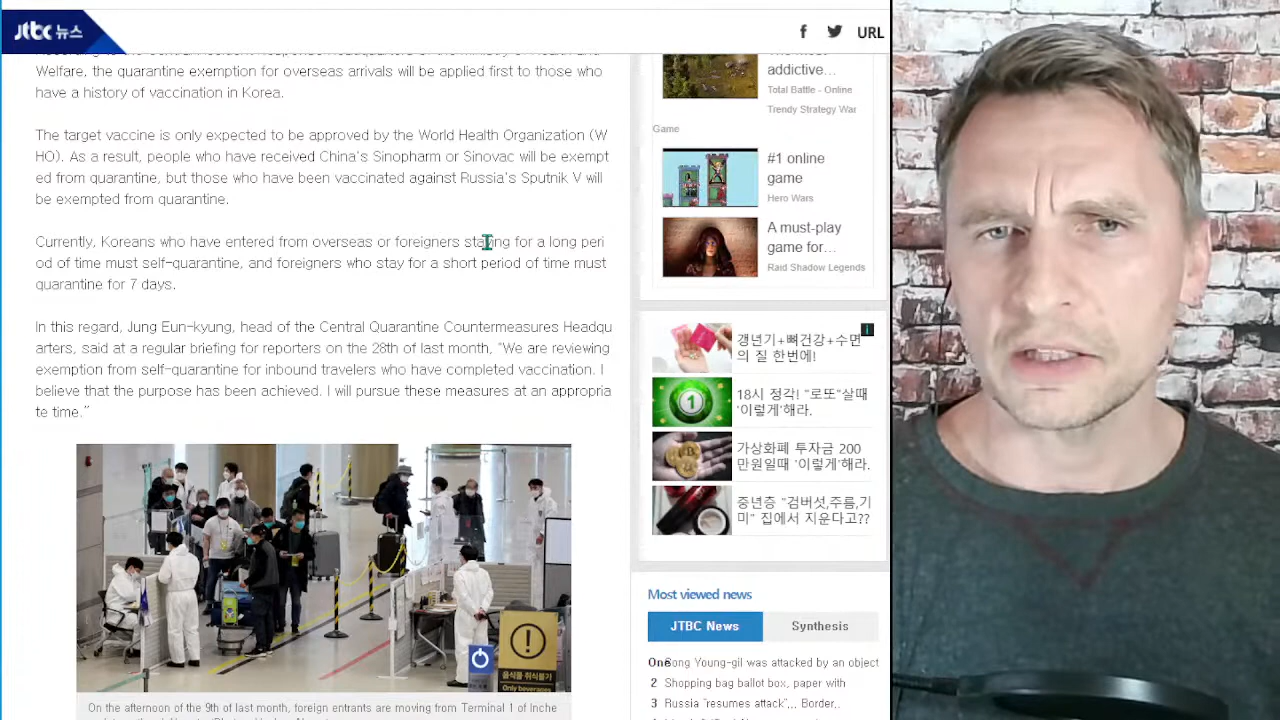 jtbc 뉴스
URL
Welfare, the quarantine exemption for overseas arrivals will be applied first to those who
have a history of vaccination in Korea.
The target vaccine is only expected to be approved by the World Health Organization (W
HO). As a result, people who have received China's Sinopharm or Sinovac will be exempt
ed from quarantine, but those who have been vaccinated against Russia's Sputnik V will
be exempted from quarantine.
Currently, Koreans who have entered from overseas or foreigners staying for a long peri
od of time must self-quarantine, and foreigners who stay for a short period of time must
quarantine for 7 days.
In this regard, Jung Eun-Kyung, head of the Central Quarantine Countermeasures Headqu
arters, said at a regular briefing for reporters on the 28th of last month, "We are reviewing
exemption from self-quarantine for inbound travelers who have completed vaccination. I
believe that the purpose has been achieved. I will pursue these measures at an appropria
te time."
음식물 취식불가
Only beverages
On the afternoon of the 9th of last month, foreign entrants are moving from Terminal 1 of Inche
addictive...
Total Battle - Online
Trendy Strategy War
Game
#1 online
game
Hero Wars
A must-play
game for...
Raid Shadow Legends
갱년기+뼈건강+수면
의 질 한번에!
1
18시 정각! "로또"살때
'이렇게'해라.
가상화폐 투자금 200
만원일때 '이렇게'해라.
중년층 "검버섯,주름,기
미" 집에서 지운다고??
Most viewed news
JTBC News
Synthesis
One Song Young-gil was attacked by an object
2 Shopping bag ballot box, paper with
3 Russia "resumes attack"... Border..